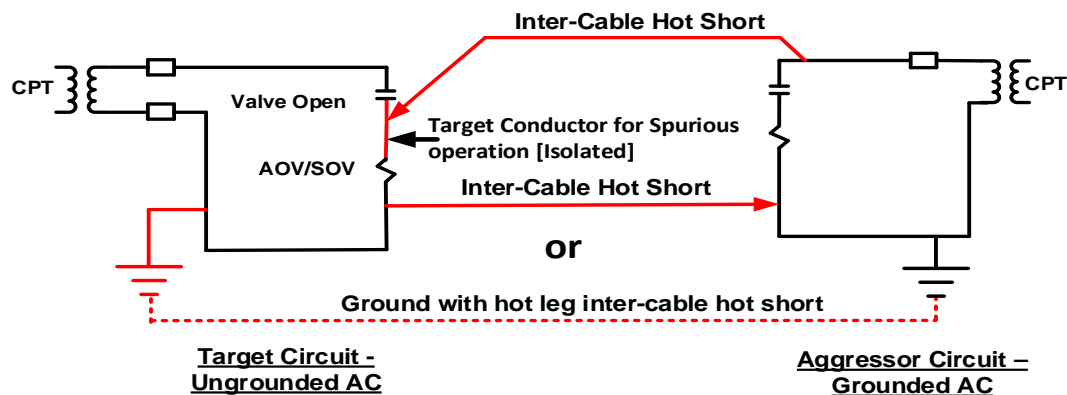 Inter-Cable Hot Short
CPT
CPT
Valve Open
Target Conductor for Spurious
operation [Isolated]
AOV/SOV
Inter-Cable Hot Short
or
Ground with hot leg inter-cable hot short
Target Circuit -
Ungrounded AC
Aggressor Circuit –
Grounded AC